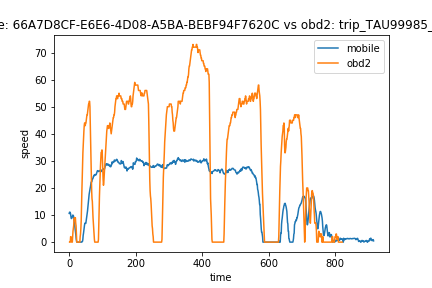 e: 66A7D8CF-E6E6-4D08-A5BA-BEBF94F7620C vs obd2: trip_TAU99985_
mobile
obd2
speed
70
60
50
40
30
20
10
0
0 200 400 600 800
time